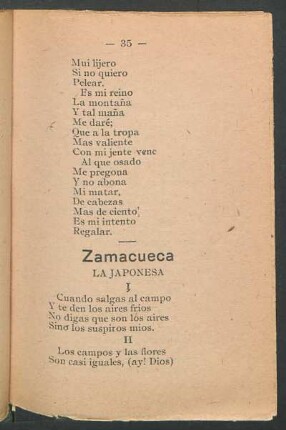 — 35 —
Mui lijero
Si no quiero
Pelear.
Es mi reino
La montaña
Y tal maña
Me daré;
Que a la tropa
Mas valiente
Con mi jente vene
Al que osado
Me pregona
Y no abona
Mi matar,
De cabezas
Mas de ciento
Es mi intento
Regalar.
Zamacueca
LA JAPONESA
I
Cuando salgas al campo
Y te den los aires frios
No digas que son los aires
Sino los suspiros mios.
II
Los campos y las flores
Son casi iguales, (ay! Dios)